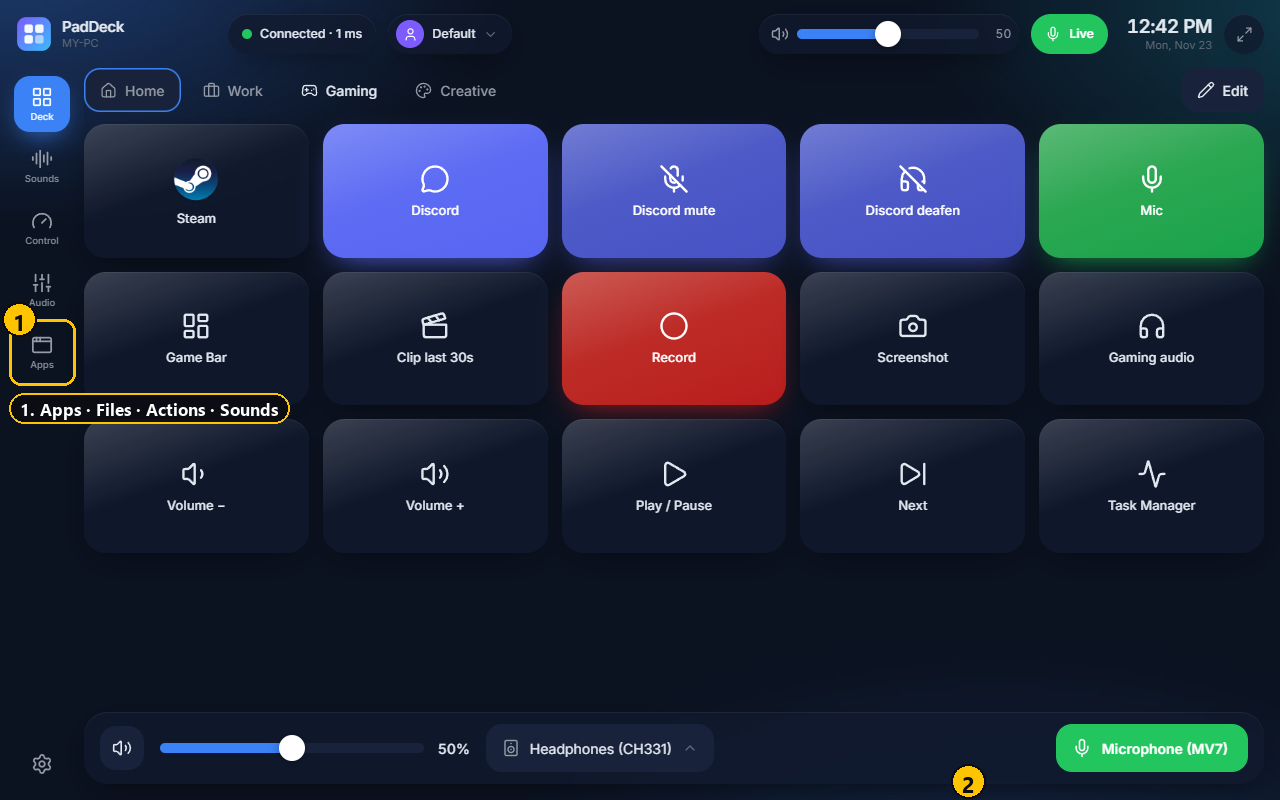 PadDeck
MY-PC
Connected · 1 ms
Default
50
Live
12:42 PM
Mon, Nov 23
Deck
Home
Work
Gaming
Creative
Edit
Sounds
Control
Audio
1
Apps
1. Apps · Files · Actions · Sounds
Steam
Discord
Discord mute
Discord deafen
Mic
Game Bar
Clip last 30s
Record
Screenshot
Gaming audio
Volume −
Volume +
Play / Pause
Next
Task Manager
50%
Headphones (CH331)
Microphone (MV7)
2